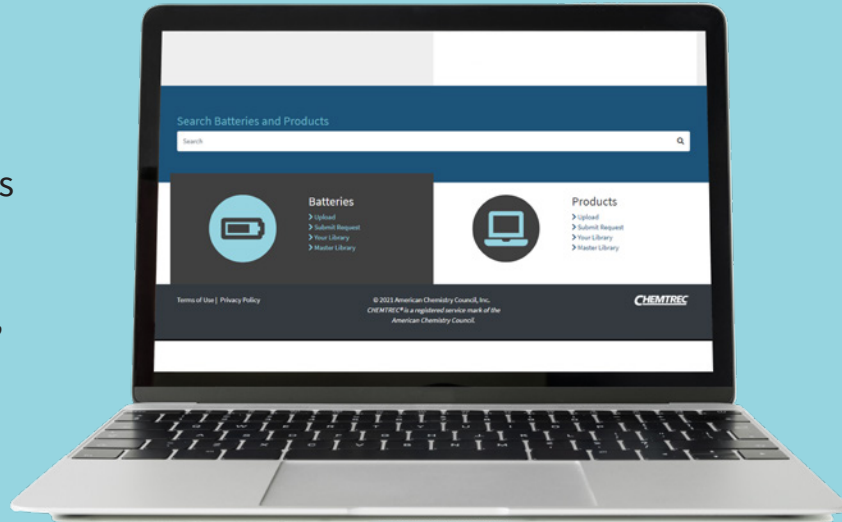 s
,
Search Batteries and Products
Search
Batteries
Upload
Submit Request
Your Library
Master Library
Products
Upload
Submit Request
Your Library
Master Library
Terms of Use | Privacy Policy
© 2021 American Chemistry Council, Inc.
CHEMTREC® is a registered service mark of the
American Chemistry Council.
CHEMTREC